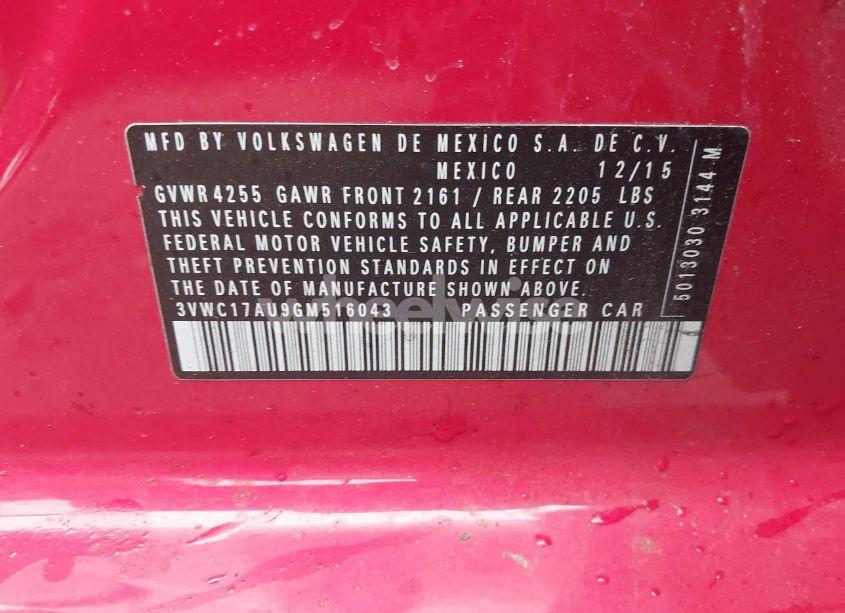 MFD BY VOLKSWAGEN DE MEXICO S.A. DE C.V.
MEXICO 12/15
GVWR 4255 GAWR FRONT 2161 / REAR 2205 LBS
THIS VEHICLE CONFORMS TO ALL APPLICABLE U.S.
FEDERAL MOTOR VEHICLE SAFETY, BUMPER AND
THEFT PREVENTION STANDARDS IN EFFECT ON
THE DATE OF MANUFACTURE SHOWN ABOVE.
3VWC17AU9GM516043 PASSENGER CAR
5013030 3144 M
wheelwire